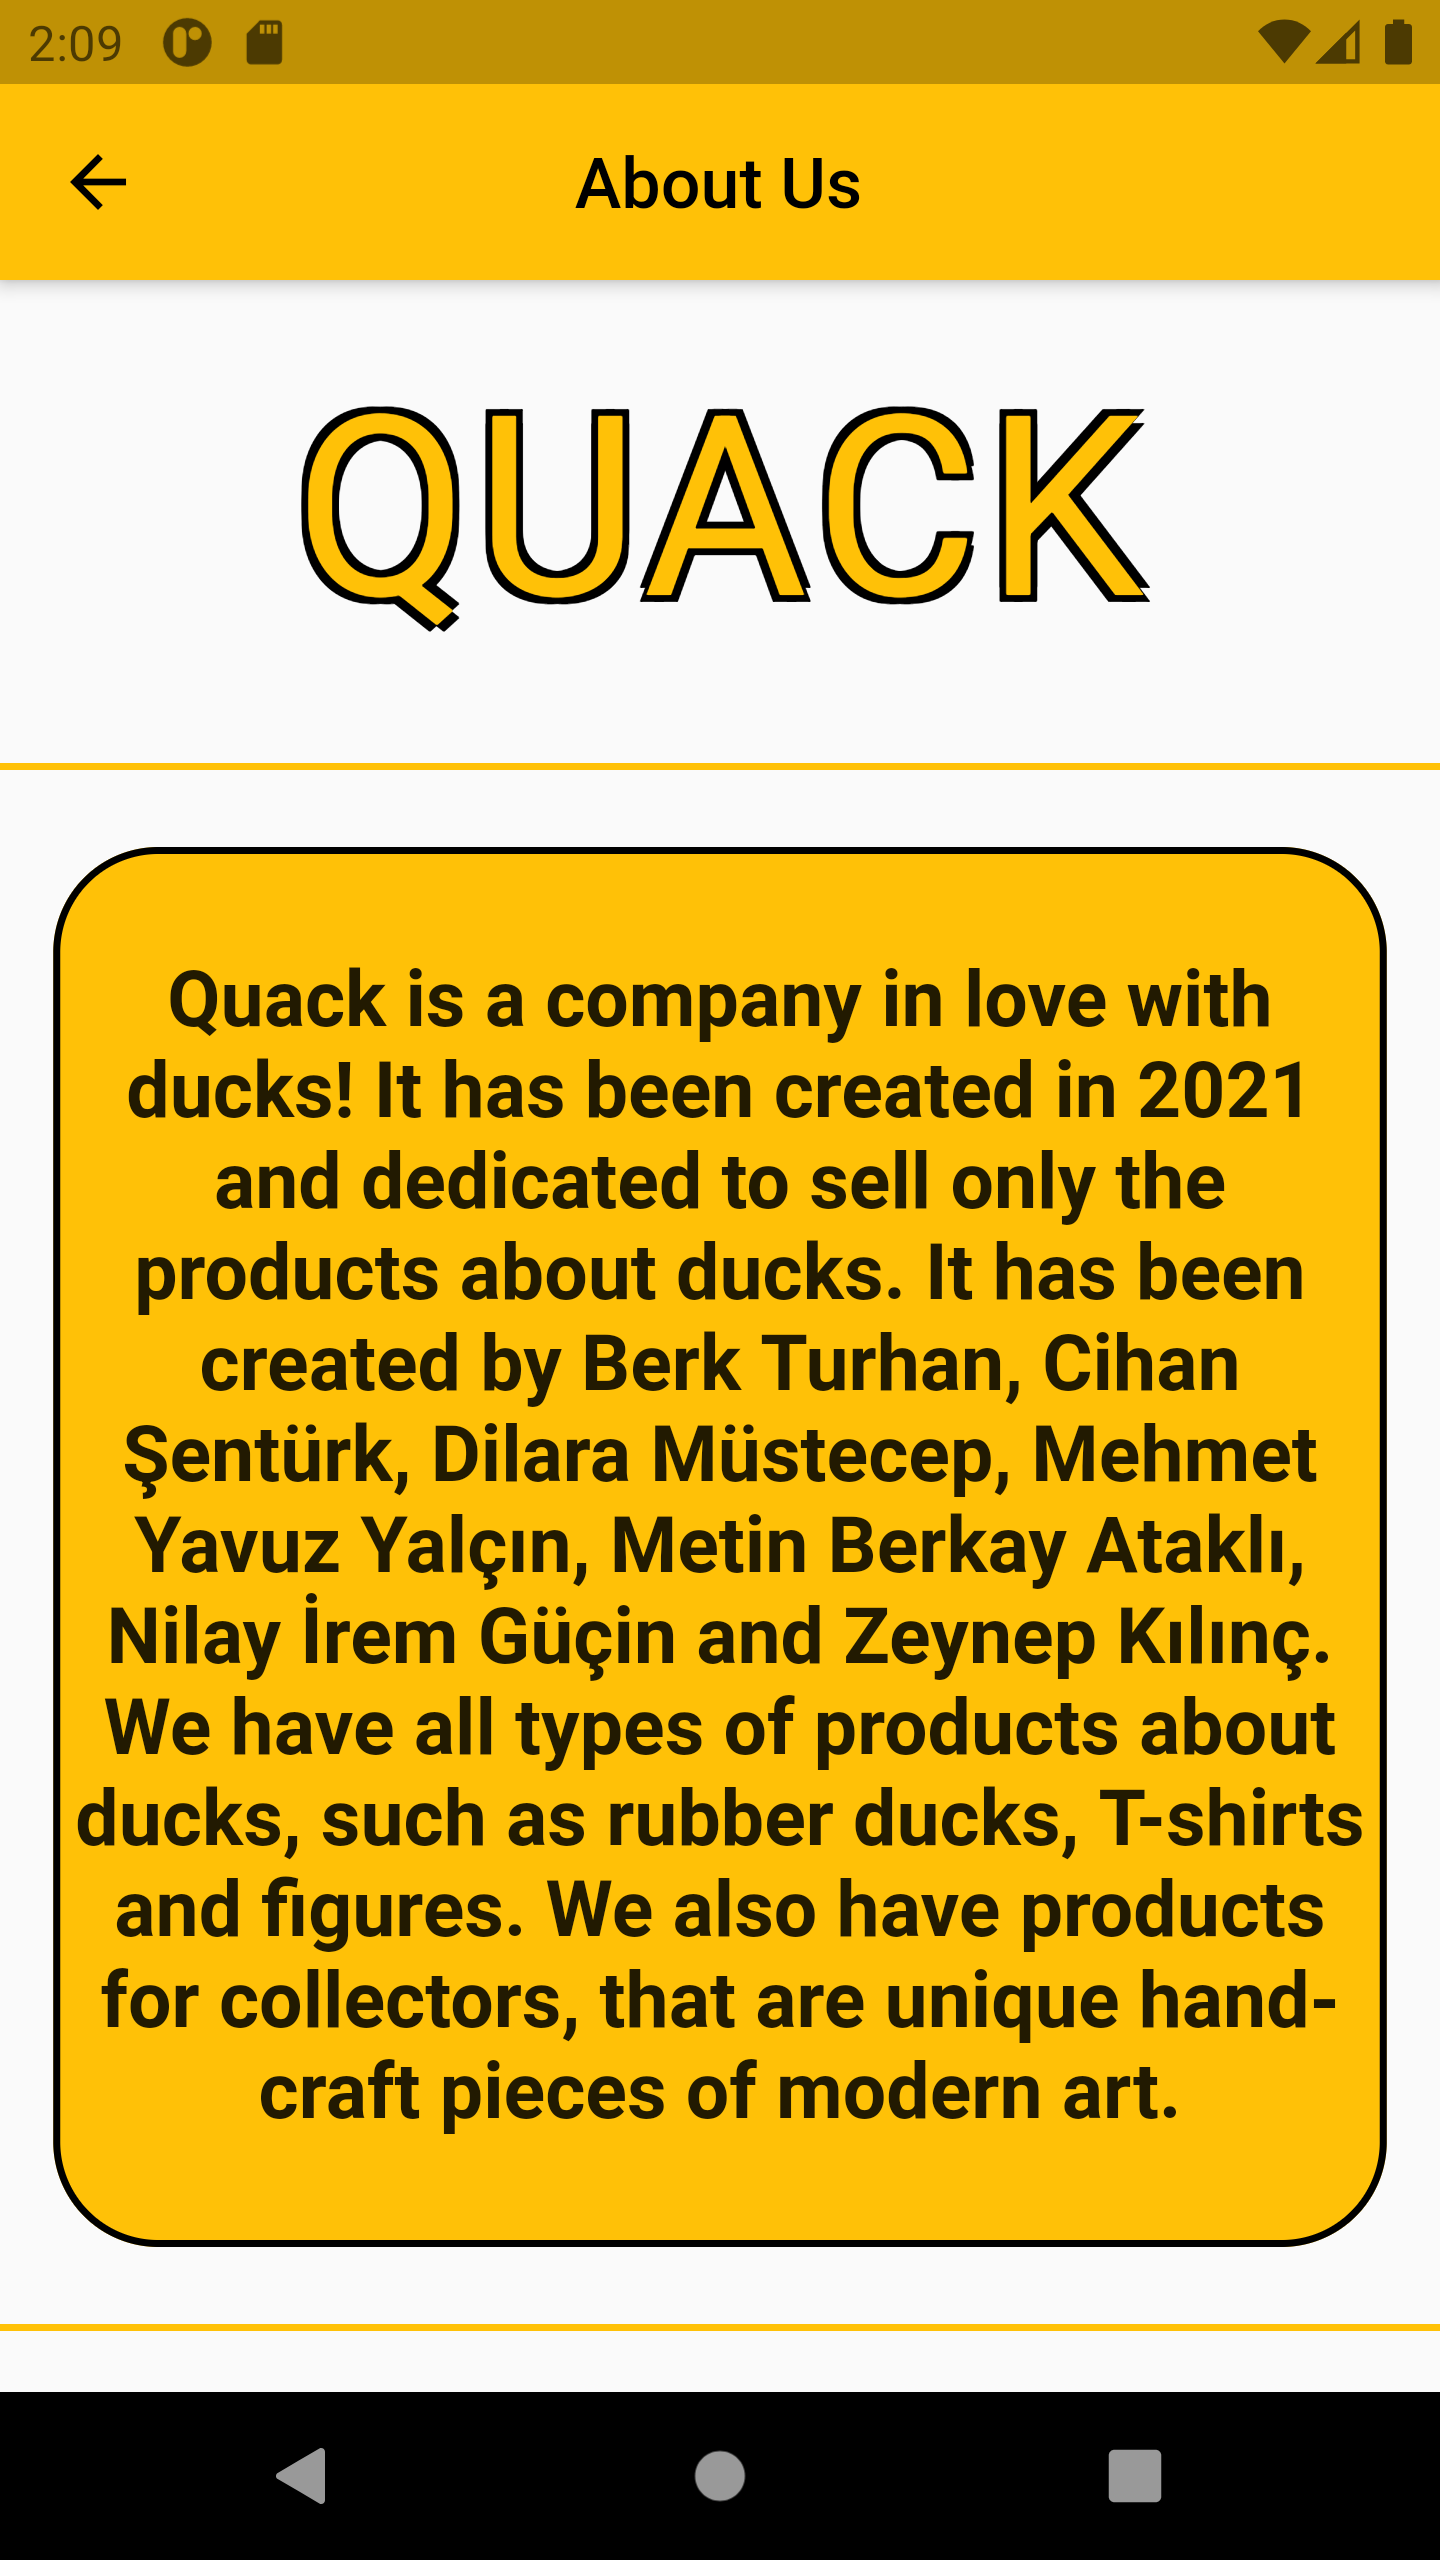 2:09
About Us
QUACK
Quack is a company in love with
ducks! It has been created in 2021
and dedicated to sell only the
products about ducks. It has been
created by Berk Turhan, Cihan
Şentürk, Dilara Müstecep, Mehmet
Yavuz Yalçın, Metin Berkay Ataklı,
Nilay İrem Güçin and Zeynep Kılınç.
We have all types of products about
ducks, such as rubber ducks, T-shirts
and figures. We also have products
for collectors, that are unique hand-
craft pieces of modern art.